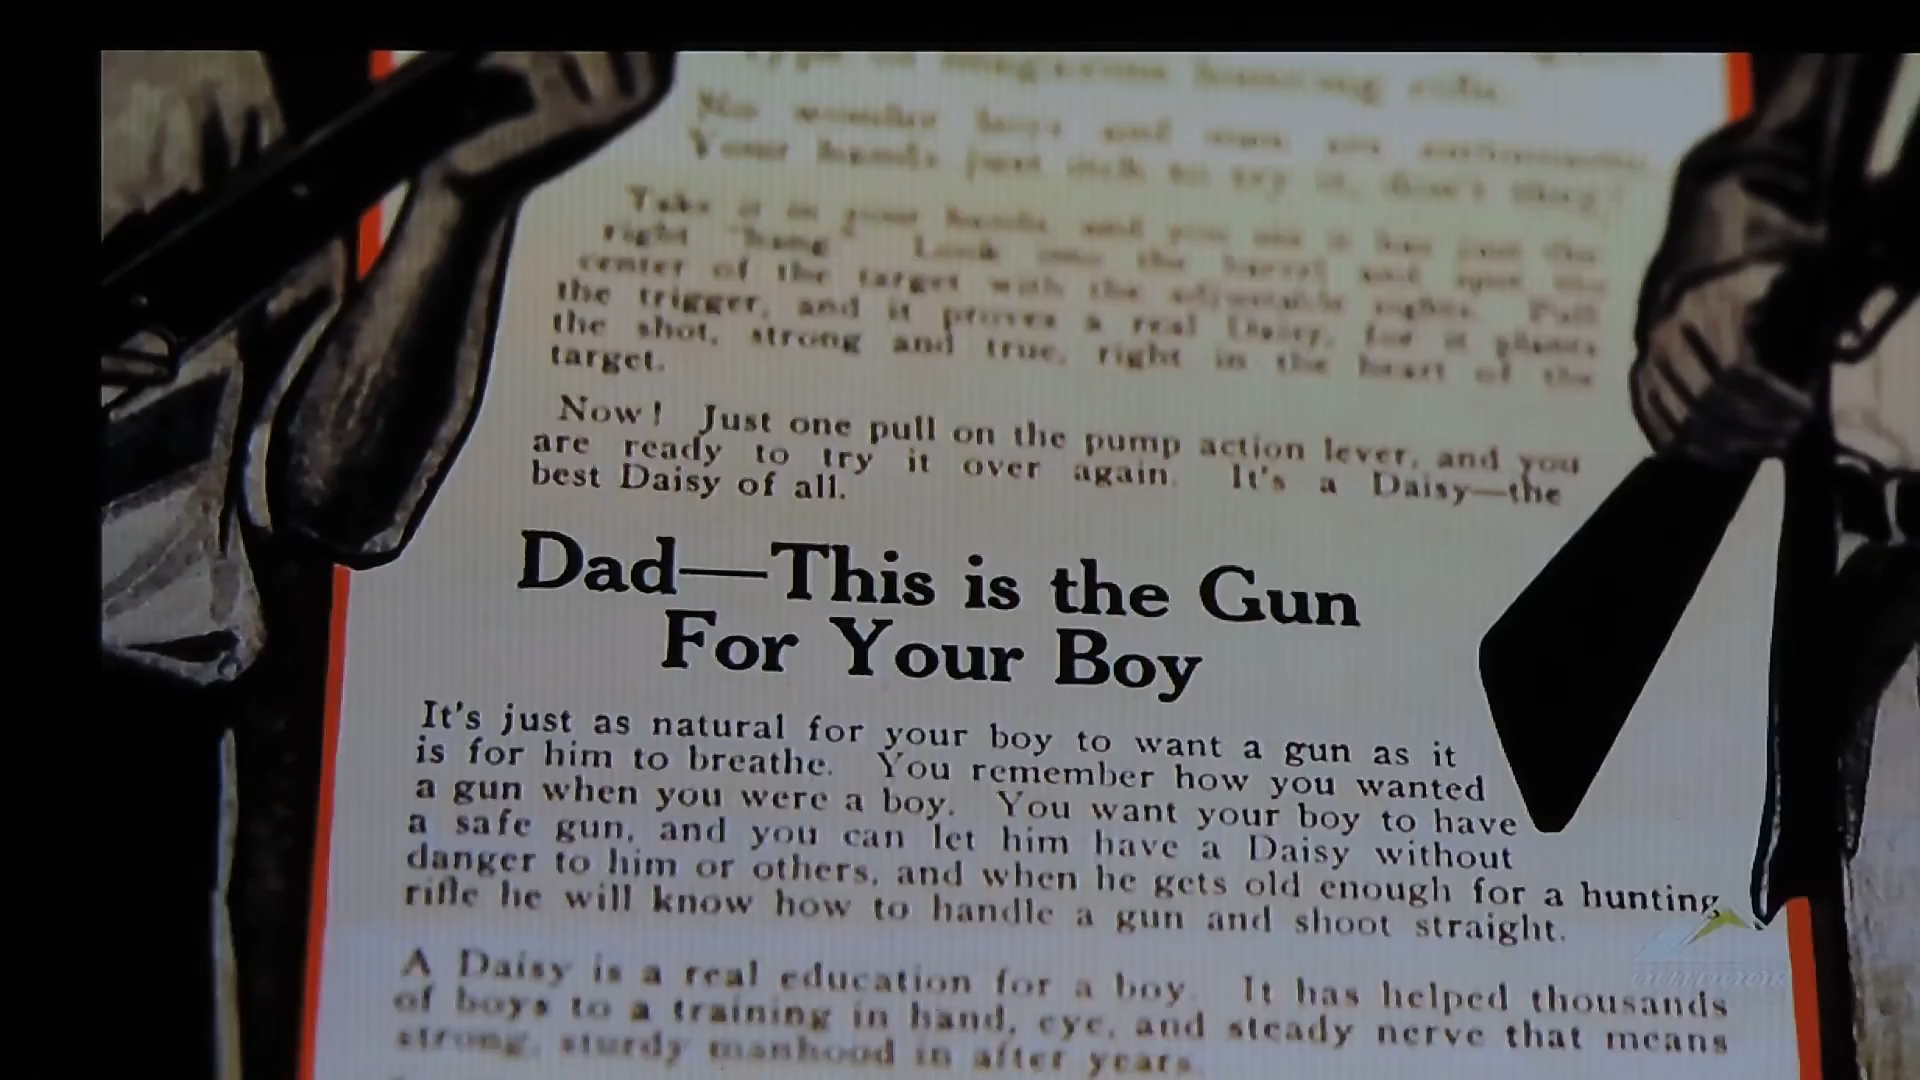 No wonder boys and men are enthusiastic.
Your hands just itch to try it, don't they?
Take it in your hands and you see it has just the
right "hang." Look into the barrel and spot the
center of the target with the adjustable sights. Pull
the trigger, and it proves a real Daisy, for it plants
the shot, strong and true, right in the heart of the
target.
Now! Just one pull on the pump action lever, and you
are ready to try it over again. It's a Daisy—the
best Daisy of all.
Dad—This is the Gun
For Your Boy
It's just as natural for your boy to want a gun as it
is for him to breathe. You remember how you wanted
a gun when you were a boy. You want your boy to have
a safe gun, and you can let him have a Daisy without
danger to him or others, and when he gets old enough for a hunting
rifle he will know how to handle a gun and shoot straight.
A Daisy is a real education for a boy. It has helped thousands
of boys to a training in hand, eye, and steady nerve that means
strong, sturdy manhood in after years.
OUTDOOR